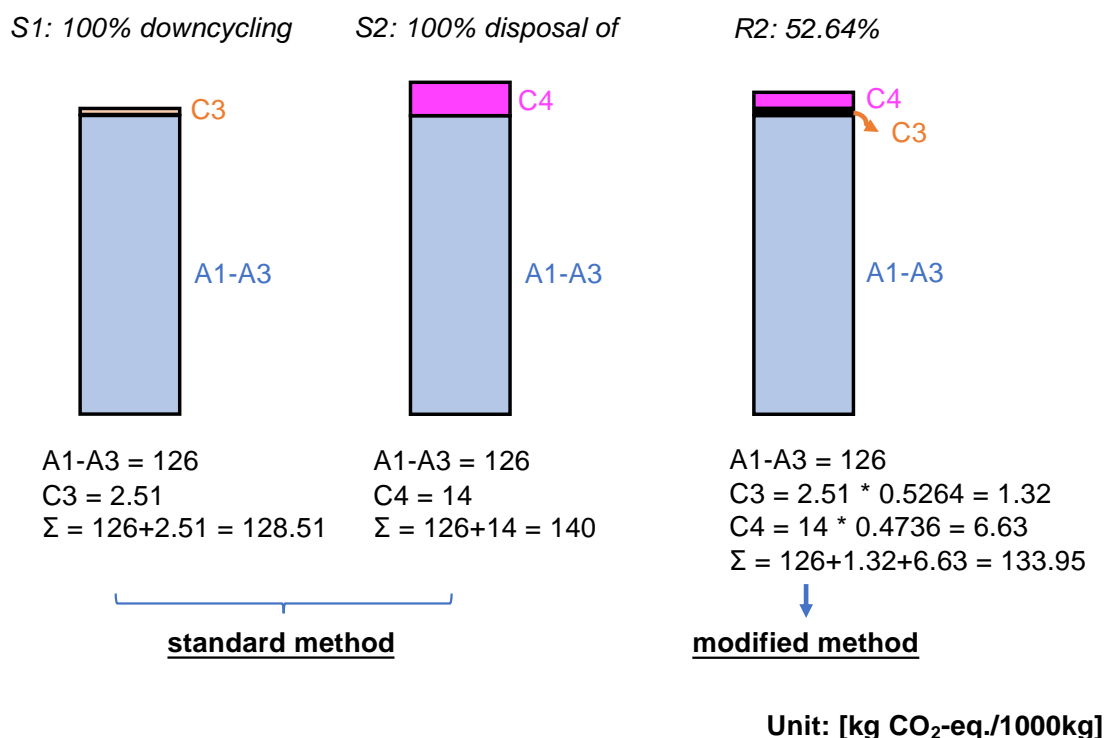 S1: 100% downcycling
S2: 100% disposal of
R2: 52.64%
C3
A1-A3
C4
A1-A3
C4
C3
A1-A3
A1-A3 = 126
C3 = 2.51
Σ = 126+2.51 = 128.51
A1-A3 = 126
C4 = 14
Σ = 126+14 = 140
A1-A3 = 126
C3 = 2.51 * 0.5264 = 1.32
C4 = 14 * 0.4736 = 6.63
Σ = 126+1.32+6.63 = 133.95
standard method
modified method
Unit: [kg CO₂-eq./1000kg]